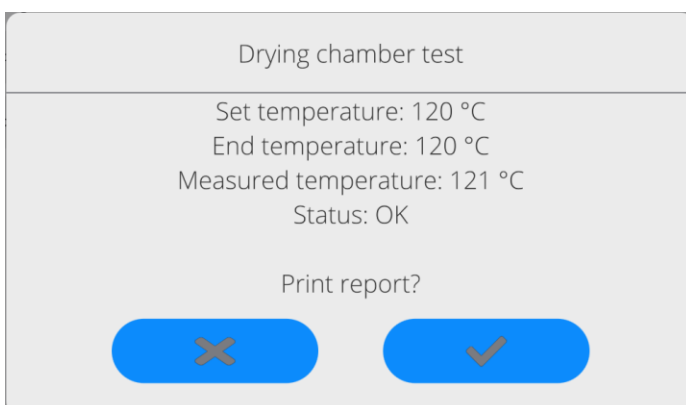 Drying chamber test
Set temperature: 120 °C
End temperature: 120 °C
Measured temperature: 121 °C
Status: OK
Print report?